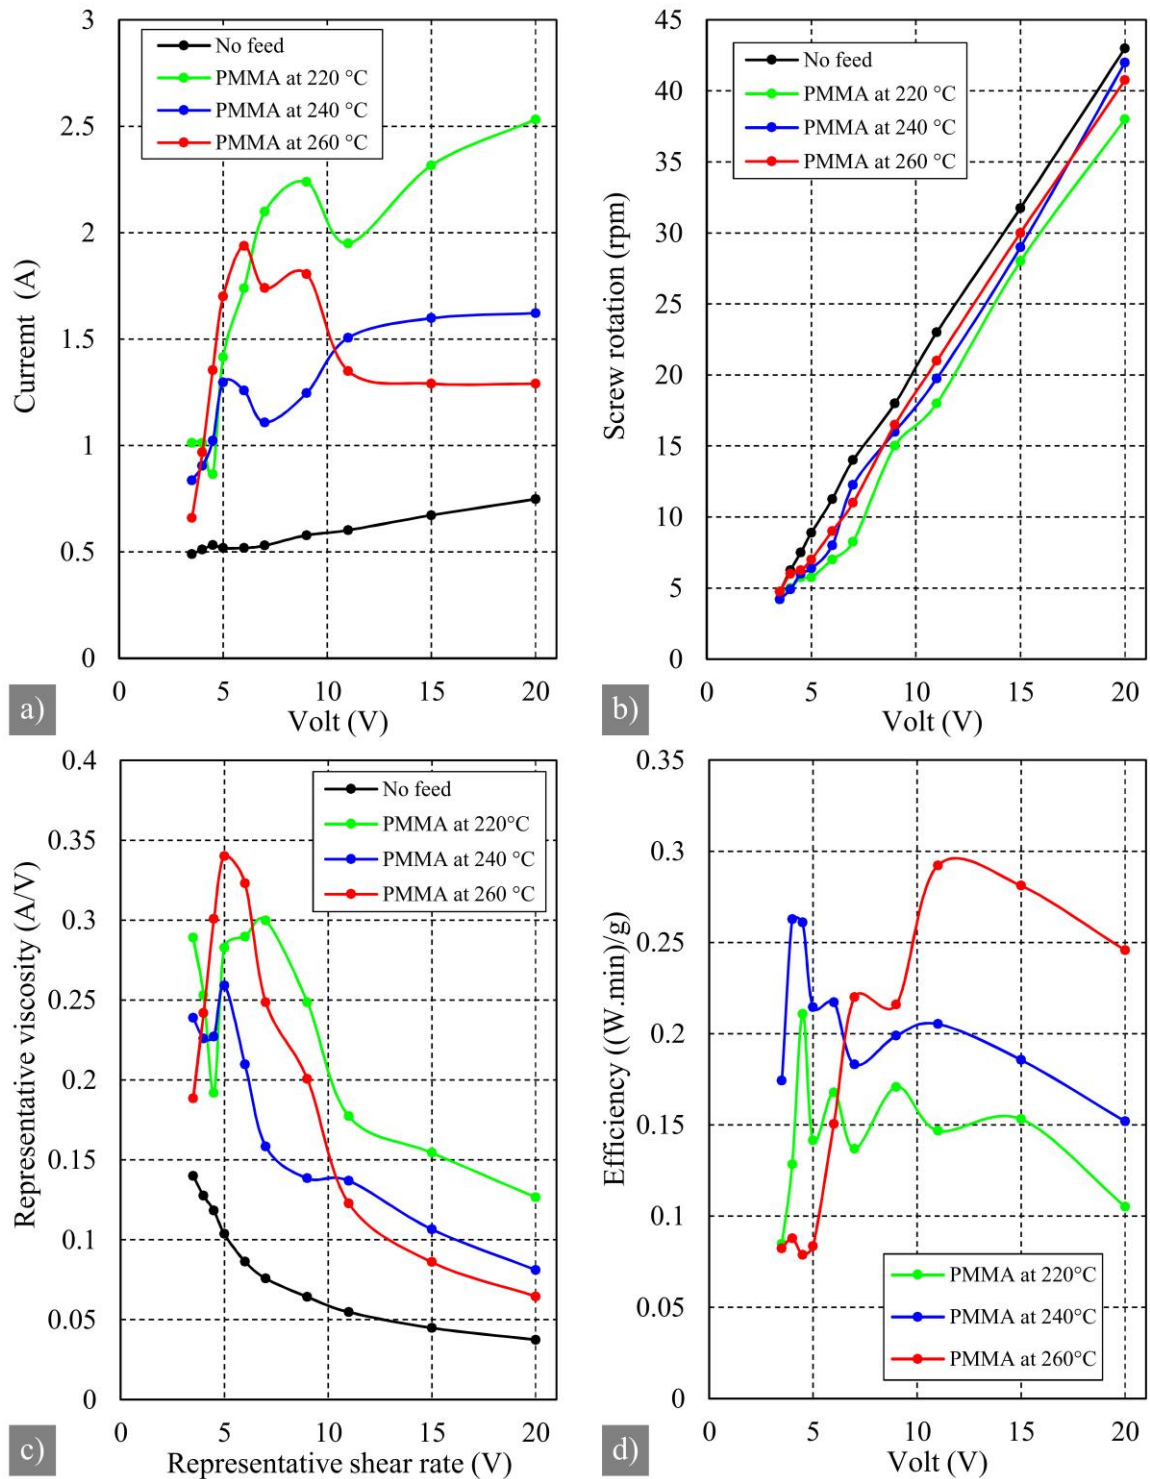 3
2.5
2
1.5
1
0.5
0
Curremt (A)
No feed
PMMA at 220 °C
PMMA at 240 °C
PMMA at 260 °C
0 5 10 15 20
Volt (V)
a)
45
40
35
30
25
20
15
10
5
0
Screw rotation (rpm)
No feed
PMMA at 220 °C
PMMA at 240 °C
PMMA at 260 °C
0 5 10 15 20
Volt (V)
b)
0.4
0.35
0.3
0.25
0.2
0.15
0.1
0.05
0
Representative viscosity (A/V)
No feed
PMMA at 220°C
PMMA at 240 °C
PMMA at 260 °C
0 5 10 15 20
Representative shear rate (V)
c)
0.35
0.3
0.25
0.2
0.15
0.1
0.05
0
Efficiency ((W.min)/g)
PMMA at 220°C
PMMA at 240°C
PMMA at 260°C
0 5 10 15 20
Volt (V)
d)